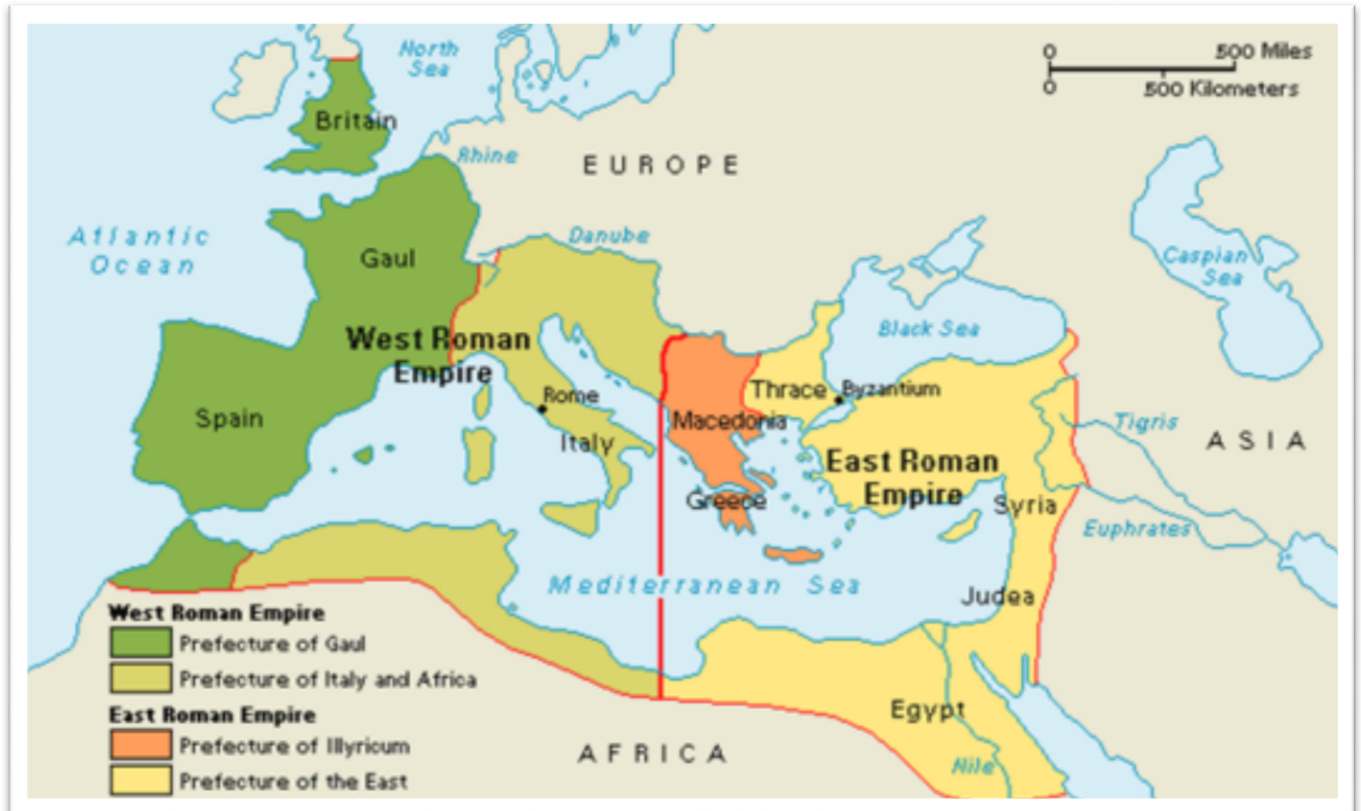 North
Sea
0 500 Miles
0 500 Kilometers
Britain
Rhine
EUROPE
Atlantic
Ocean
Danube
Gaul
Caspian
Sea
Black Sea
West Roman
Empire
Thrace
Byzantium
Rome
Spain
Macedonia
Tigris
Italy
ASIA
East Roman
Empire
Greece
Syria
Euphrates
Mediterranean Sea
Judea
West Roman Empire
Prefecture of Gaul
Prefecture of Italy and Africa
East Roman Empire
Prefecture of Illyricum
Prefecture of the East
Egypt
AFRICA
Nile